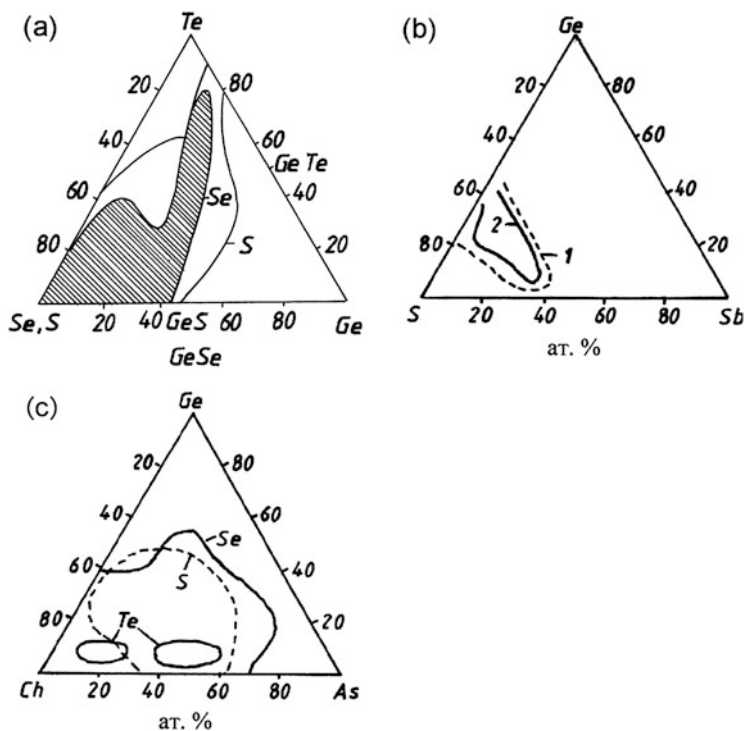 (a)
Te
20 80
40 60
Ge Te
60 Se 40
80 S 20
Se, S 20 40 GeS 60 80 Ge
GeSe
(b)
Ge
20 80
40 60
60 40
2
80 1 20
S 20 40 60 80 Sb
ат. %
(c)
Ge
20 80
40 60
Se
60 S 40
80 Te 20
Ch 20 40 60 80 As
ат. %